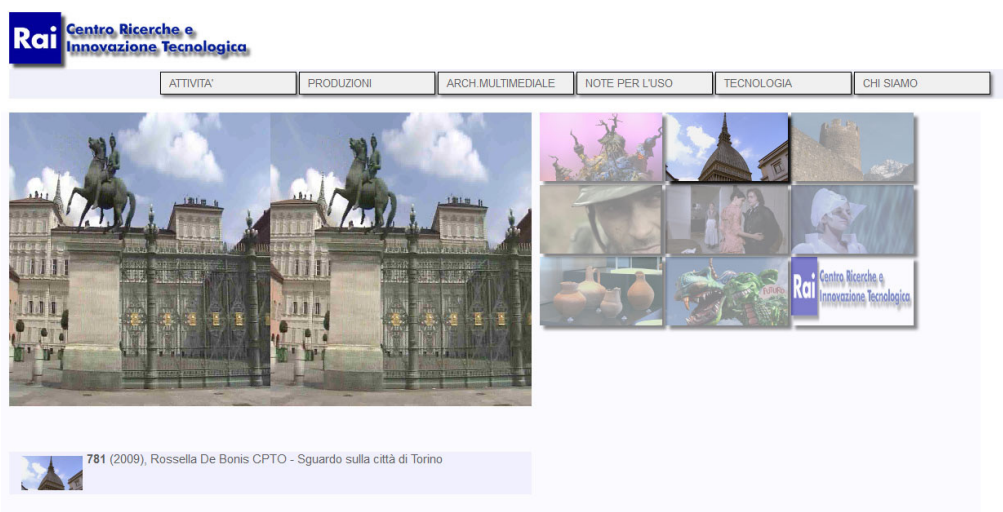 Rai Centro Ricerche e
Innovazione Tecnologica
ATTIVITA'
PRODUZIONI
ARCH.MULTIMEDIALE
NOTE PER L'USO
TECNOLOGIA
CHI SIAMO
Rai Centro Ricerche e
Innovazione Tecnologica
781 (2009), Rossella De Bonis CPTO - Sguardo sulla città di Torino